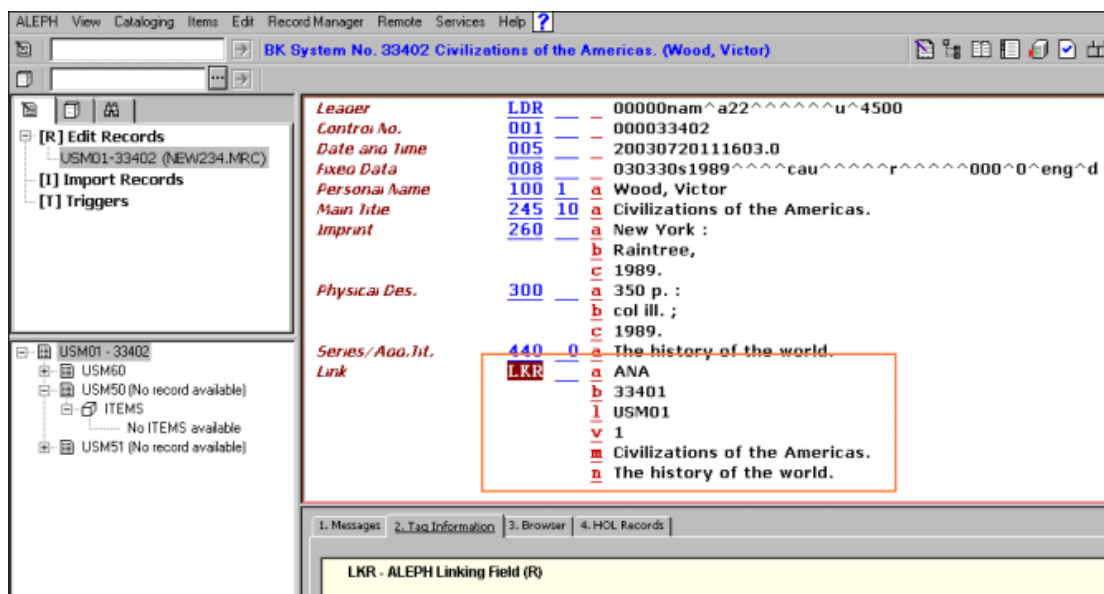 ALEPH View Cataloging Items Edit Record Manager Remote Services Help ?
BK System No. 33402 Civilizations of the Americas. (Wood, Victor)
[R] Edit Records
USM01-33402 (NEW234.MRC)
[I] Import Records
[T] Triggers
USM01 - 33402
USM60
USM50 (No record available)
ITEMS
No ITEMS available
USM51 (No record available)
Leader LDR __ _ 00000nam^a22^^^^^^u^4500
Control No. 001 __ _ 000033402
Date and Time 005 __ _ 20030720111603.0
Fixed Data 008 __ _ 030330s1989^^^^cau^^^^^r^^^^^000^0^eng^d
Personal Name 100 1 a Wood, Victor
Main Title 245 10 a Civilizations of the Americas.
Imprint 260 __ a New York :
b Raintree,
c 1989.
Physical Des. 300 __ a 350 p. :
b col ill. ;
c 1989.
Series/Add.Tit. 440 0 a The history of the world.
Link LKR __ a ANA
b 33401
l USM01
v 1
m Civilizations of the Americas.
n The history of the world.
1. Messages 2. Tag Information 3. Browser 4. HOL Records
LKR - ALEPH Linking Field (R)